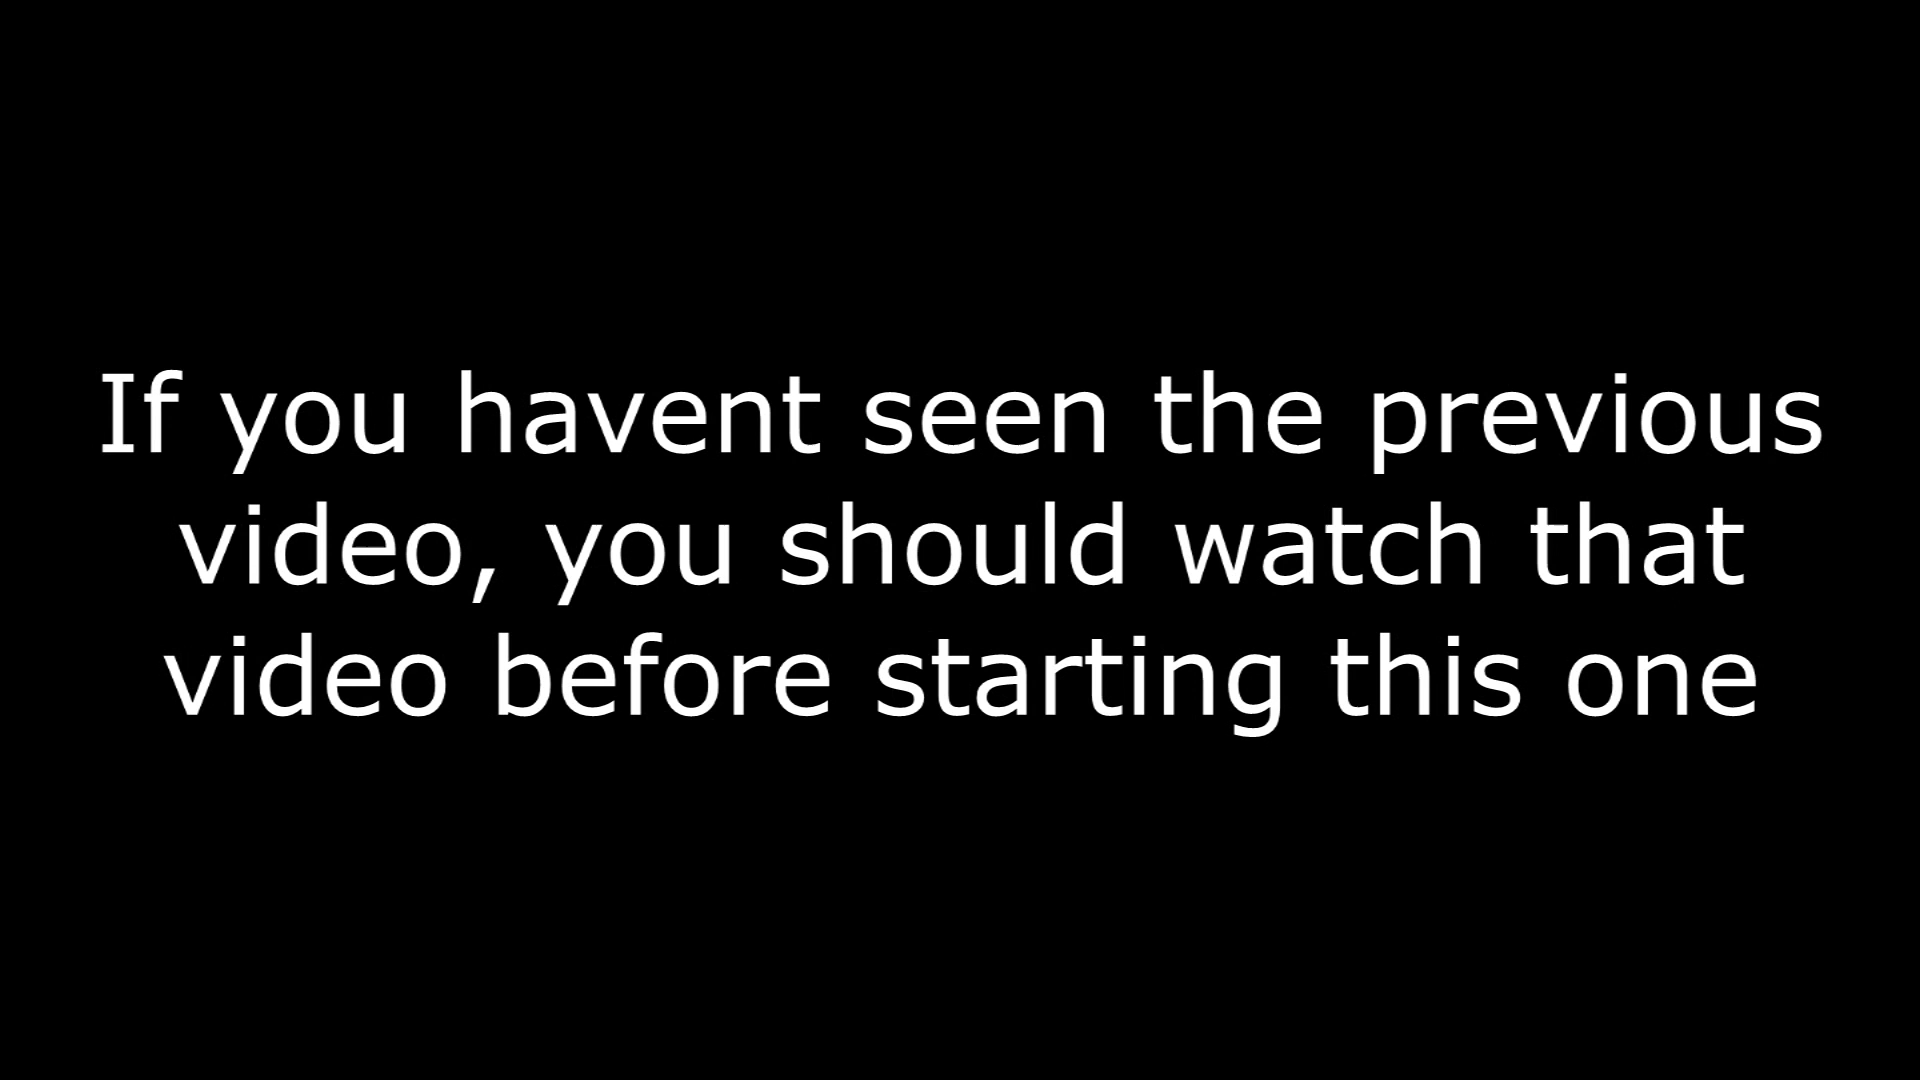 If you havent seen the previous
video, you should watch that
video before starting this one